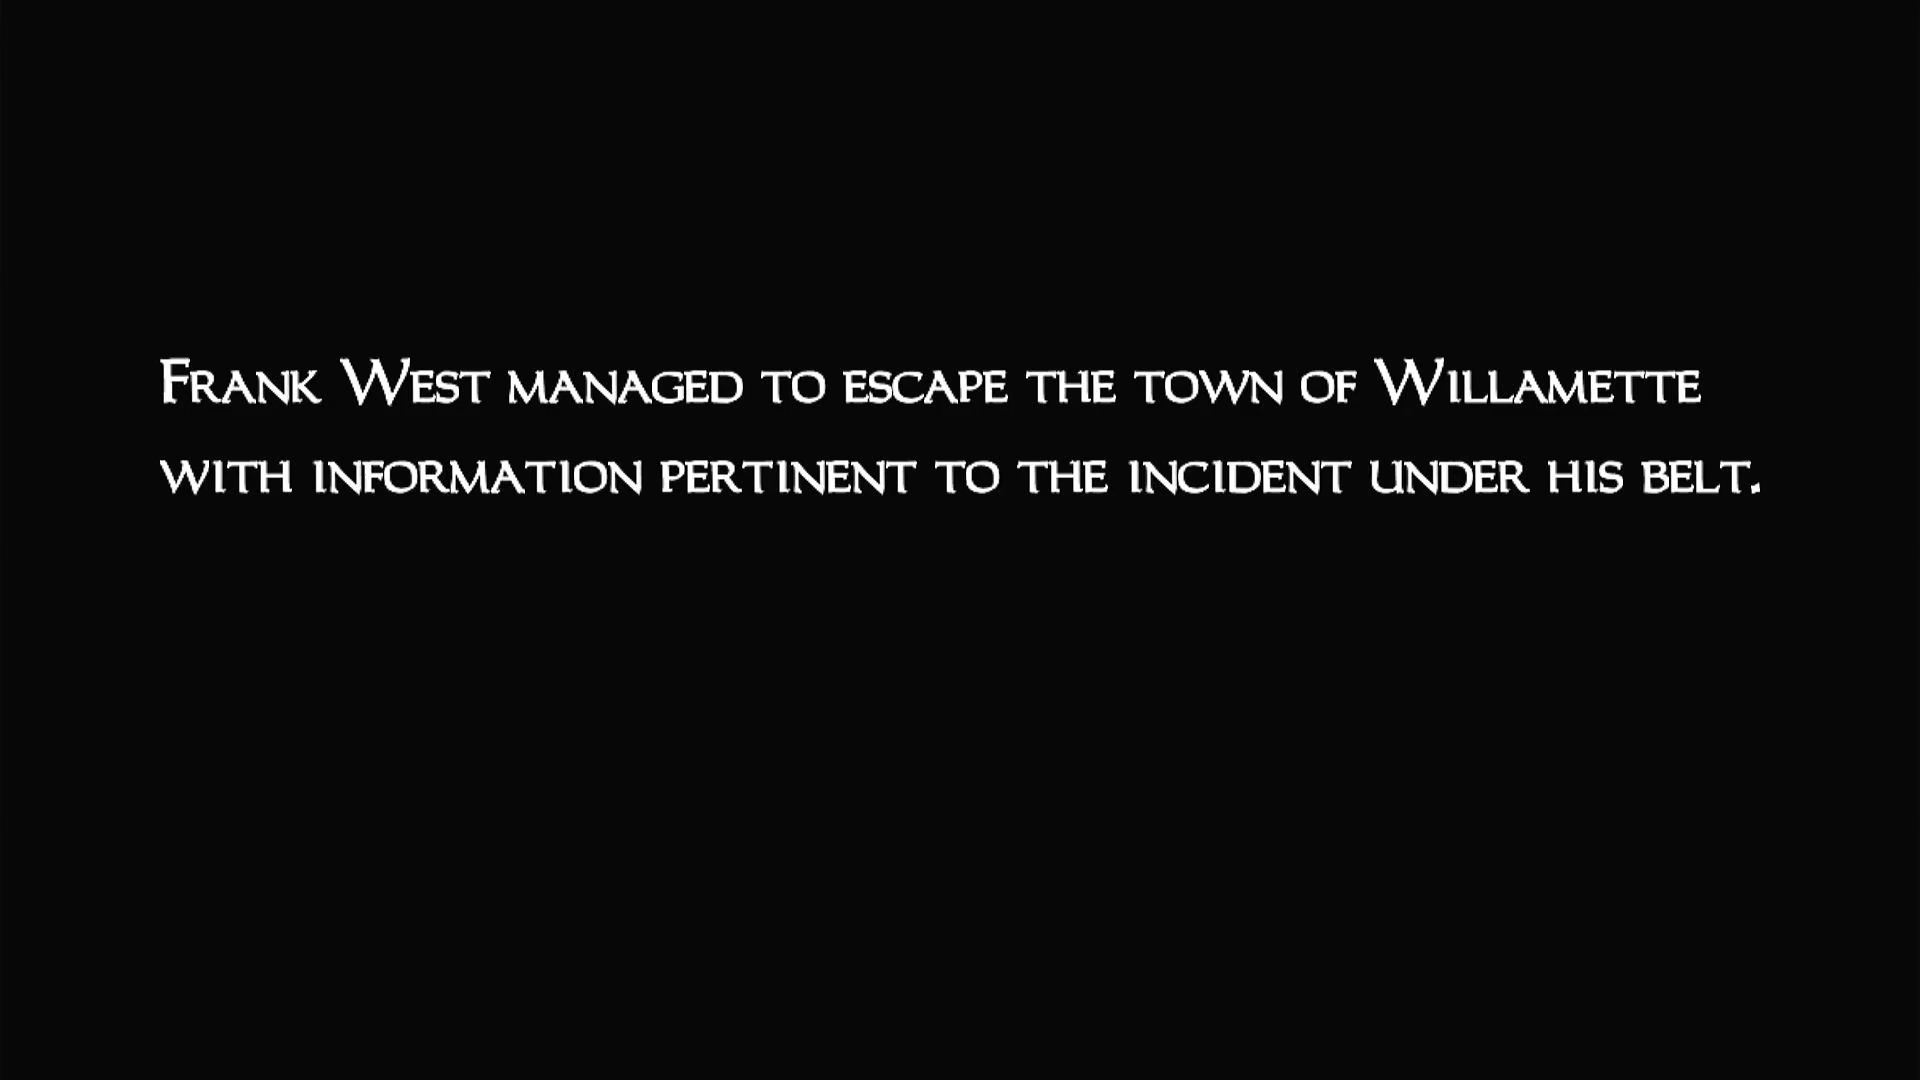 Frank West managed to escape the town of Willamette
with information pertinent to the incident under his belt.